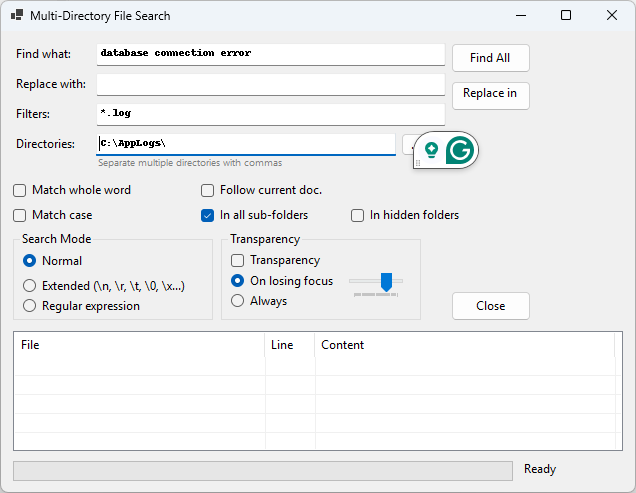 Multi-Directory File Search
Find what: database connection error Find All
Replace with: Replace in
Filters: *.log
Directories: C:\AppLogs\
Separate multiple directories with commas
Match whole word Follow current doc.
Match case In all sub-folders In hidden folders
Search Mode Transparency
Normal Transparency
Extended (\n, \r, \t, \0, \x...) On losing focus
Regular expression Always Close
File Line Content
Ready